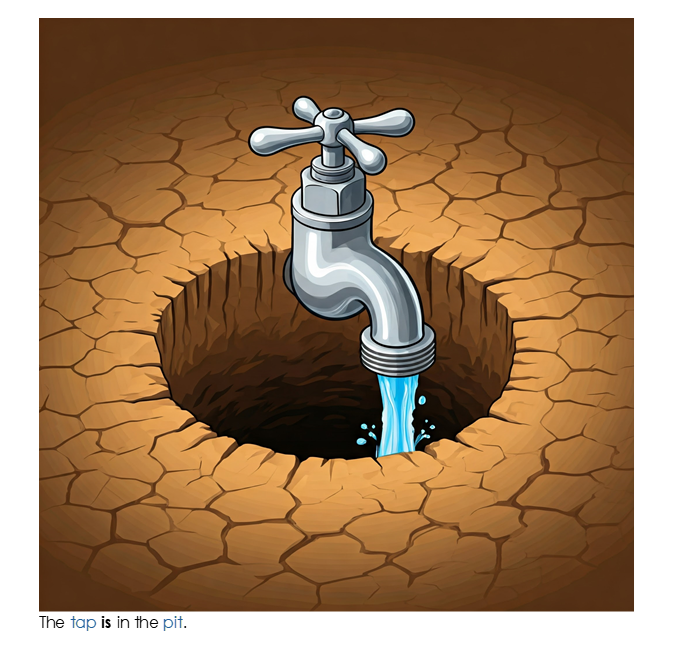 The tap is in the pit.